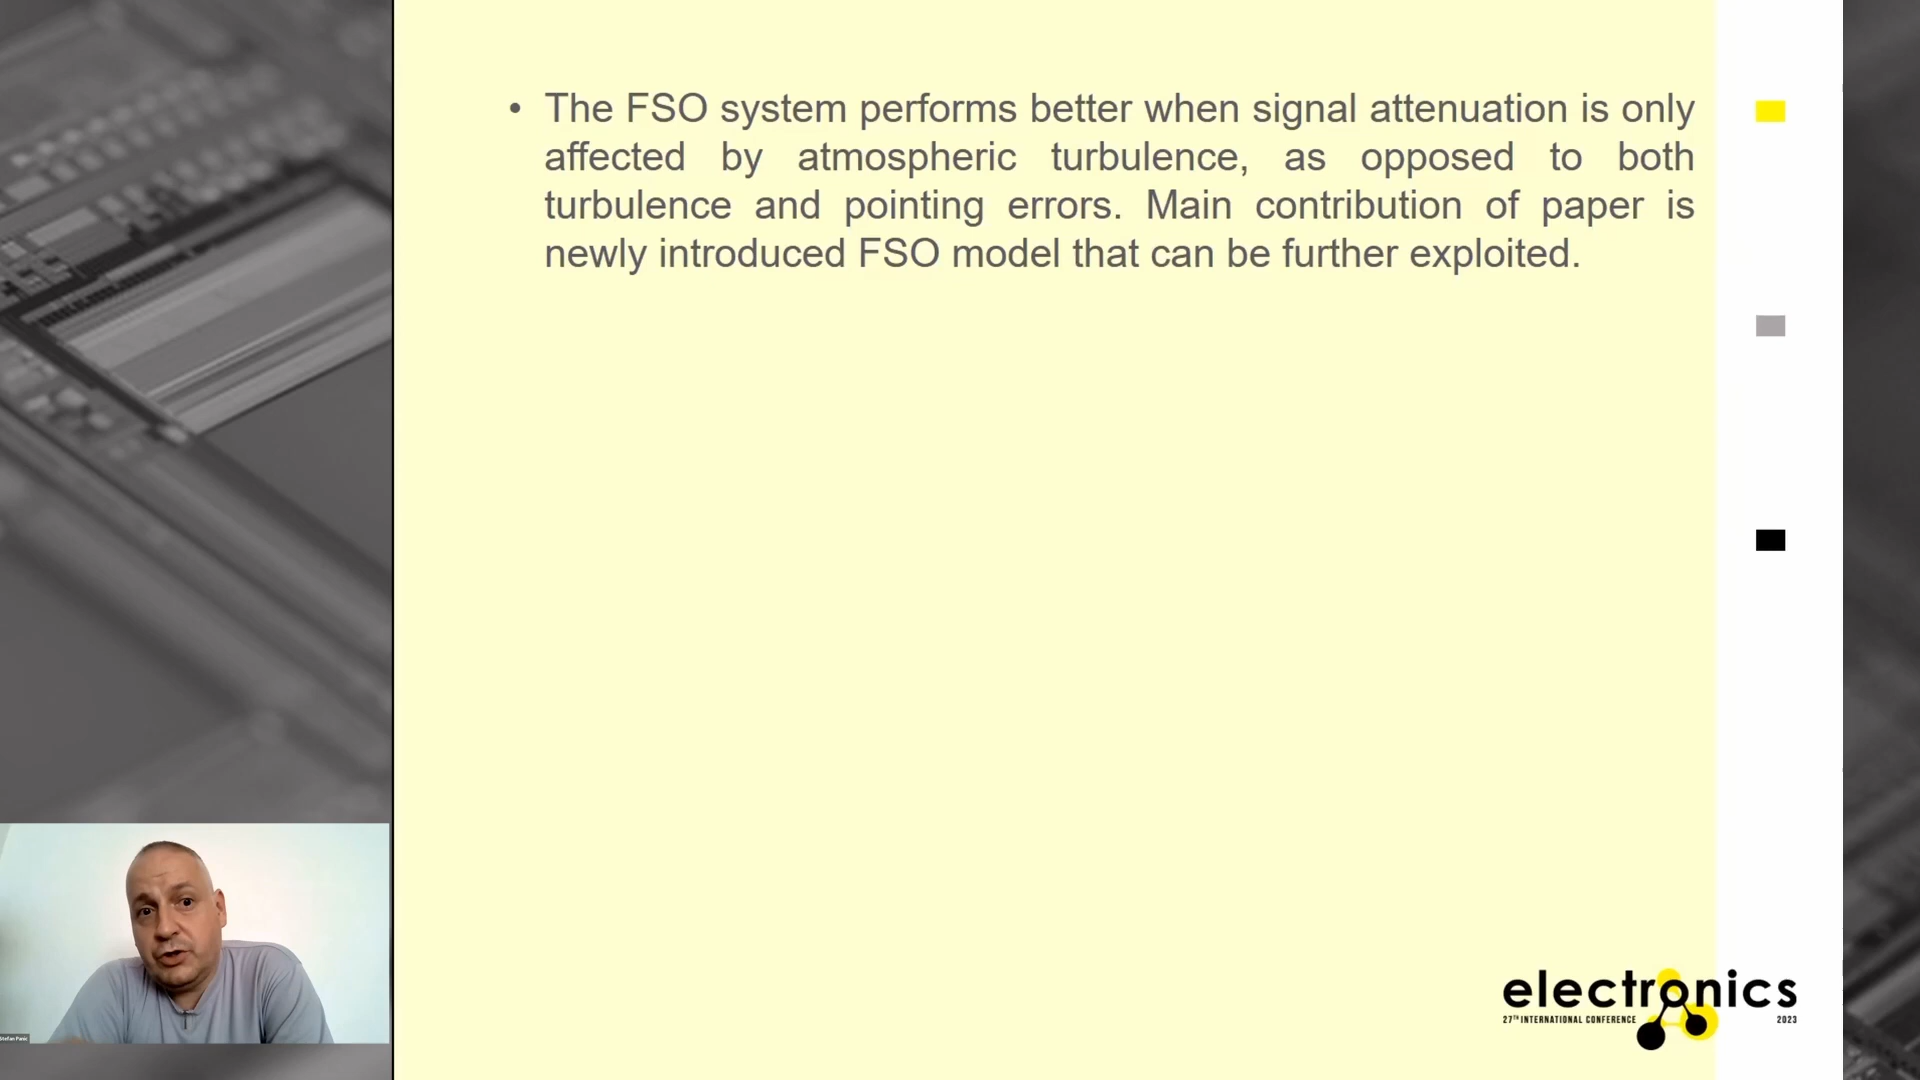 • The FSO system performs better when signal attenuation is only
affected by atmospheric turbulence, as opposed to both
turbulence and pointing errors. Main contribution of paper is
newly introduced FSO model that can be further exploited.
Stefan Panic
electronics
27TH INTERNATIONAL CONFERENCE 2023